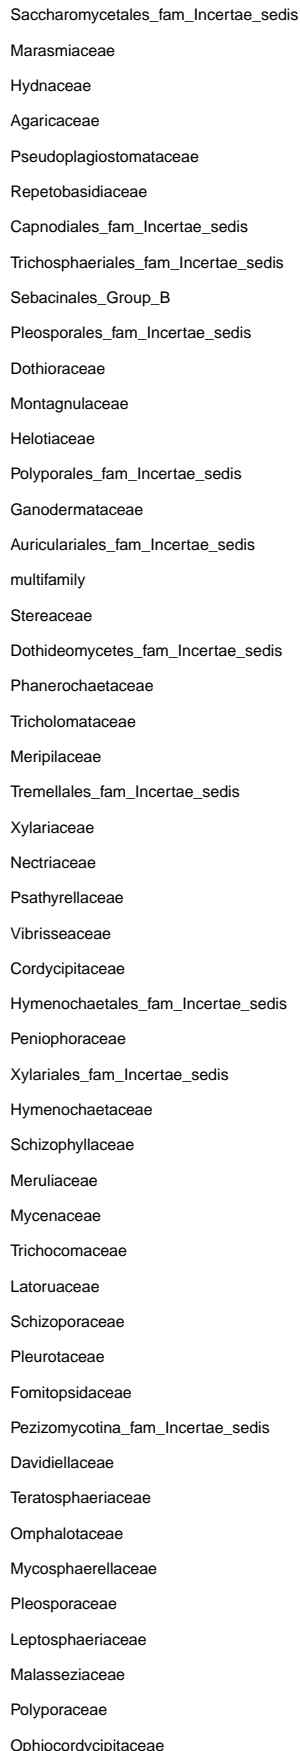 Saccharomycetales_fam_Incertae_sedis
Marasmiaceae
Hydnaceae
Agaricaceae
Pseudoplagiostomataceae
Repetobasidiaceae
Capnodiales_fam_Incertae_sedis
Trichosphaeriales_fam_Incertae_sedis
Sebacinales_Group_B
Pleosporales_fam_Incertae_sedis
Dothioraceae
Montagnulaceae
Helotiaceae
Polyporales_fam_Incertae_sedis
Ganodermataceae
Auriculariales_fam_Incertae_sedis
multifamily
Stereaceae
Dothideomycetes_fam_Incertae_sedis
Phanerochaetaceae
Tricholomataceae
Meripilaceae
Tremellales_fam_Incertae_sedis
Xylariaceae
Nectriaceae
Psathyrellaceae
Vibrisseaceae
Cordycipitaceae
Hymenochaetales_fam_Incertae_sedis
Peniophoraceae
Xylariales_fam_Incertae_sedis
Hymenochaetaceae
Schizophyllaceae
Meruliaceae
Mycenaceae
Trichocomaceae
Latoruaceae
Schizoporaceae
Pleurotaceae
Fomitopsidaceae
Pezizomycotina_fam_Incertae_sedis
Davidiellaceae
Teratosphaeriaceae
Omphalotaceae
Mycosphaerellaceae
Pleosporaceae
Leptosphaeriaceae
Malasseziaceae
Polyporaceae
Ophiocordycipitaceae